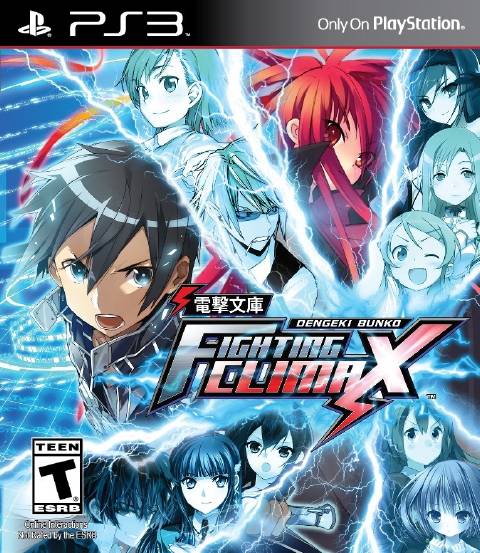 PS3
Only On PlayStation®
電撃文庫
DENGEKI BUNKO
FIGHTING
CLIMAX™
TEEN
T
ESRB
Online Interactions
Not Rated by the ESRB